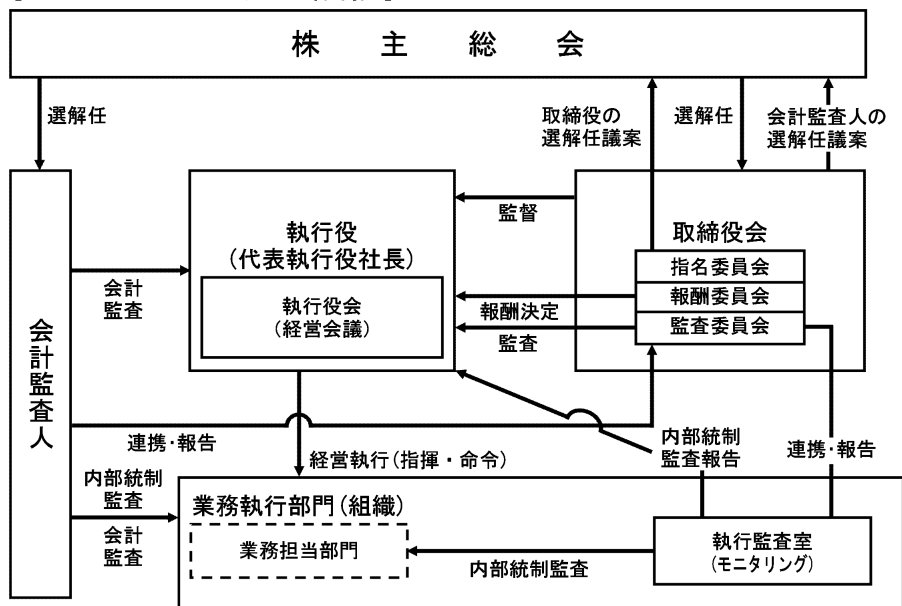 株主総会
選解任
取締役の
選解任議案
選解任
会計監査人の
選解任議案
会計監査人
執行役
(代表執行役社長)
執行役会
(経営会議)
監督
取締役会
指名委員会
報酬委員会
監査委員会
会計
監査
報酬決定
監査
連携・報告
経営執行(指揮・命令)
内部統制
監査報告
連携・報告
内部統制
監査
会計
監査
業務執行部門(組織)
業務担当部門
内部統制監査
執行監査室
(モニタリング)